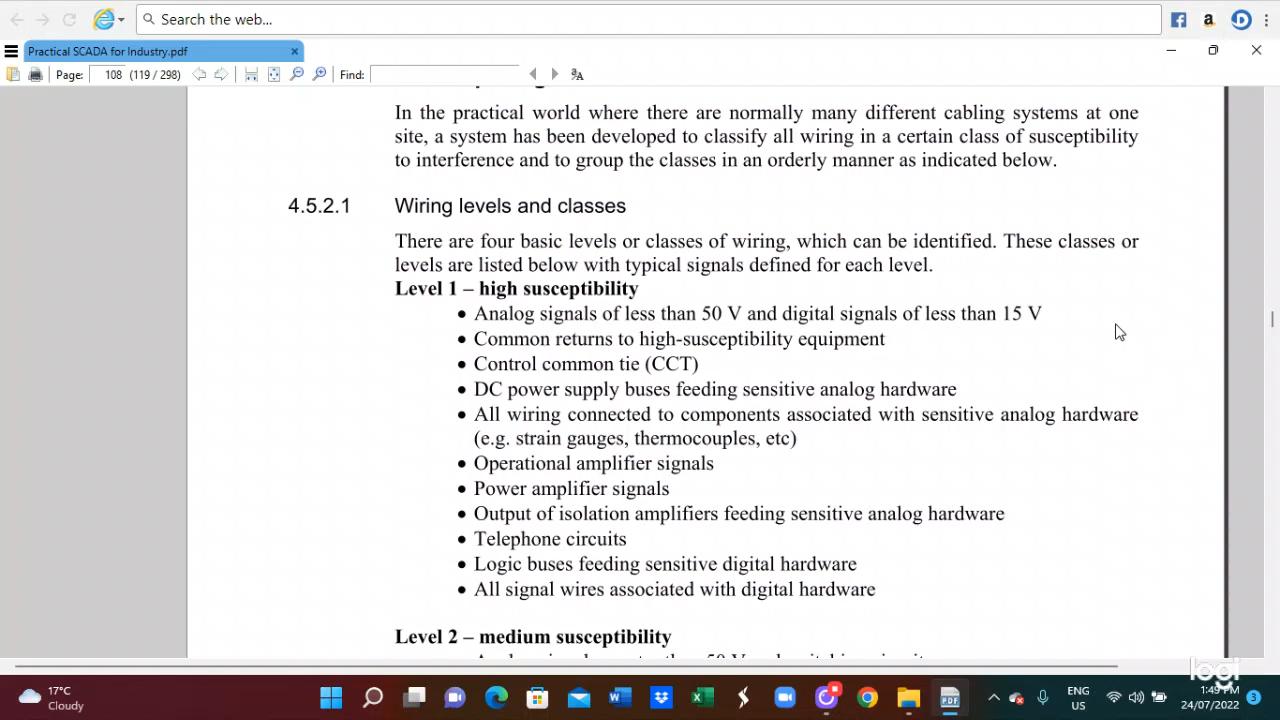 Search the web...
Practical SCADA for Industry.pdf
Page: 108 (119 / 298) Find:
In the practical world where there are normally many different cabling systems at one
site, a system has been developed to classify all wiring in a certain class of susceptibility
to interference and to group the classes in an orderly manner as indicated below.
4.5.2.1 Wiring levels and classes
There are four basic levels or classes of wiring, which can be identified. These classes or
levels are listed below with typical signals defined for each level.
Level 1 – high susceptibility
• Analog signals of less than 50 V and digital signals of less than 15 V
• Common returns to high-susceptibility equipment
• Control common tie (CCT)
• DC power supply buses feeding sensitive analog hardware
• All wiring connected to components associated with sensitive analog hardware
(e.g. strain gauges, thermocouples, etc)
• Operational amplifier signals
• Power amplifier signals
• Output of isolation amplifiers feeding sensitive analog hardware
• Telephone circuits
• Logic buses feeding sensitive digital hardware
• All signal wires associated with digital hardware
Level 2 – medium susceptibility
logi
17°C
Cloudy
ENG
US
1:49 PM
24/07/2022
3